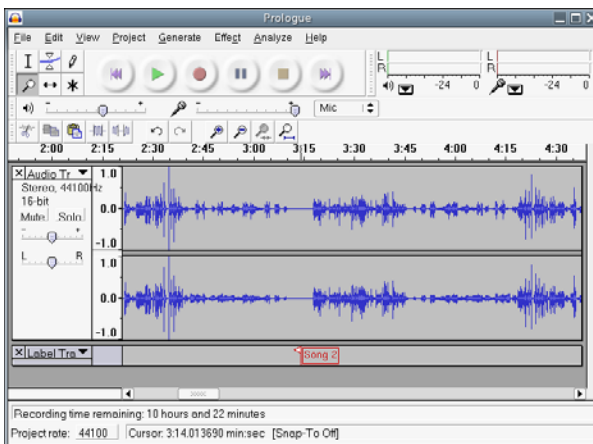 Prologue
File Edit View Project Generate Effect Analyze Help
L
R
-24 0
L
R
-24 0
Mic
2:00 2:15 2:30 2:45 3:00 3:15 3:30 3:45 4:00 4:15 4:30
Audio Tr
Stereo, 44100Hz
16-bit
Mute Solo
- +
L R
1.0
0.0
-1.0
1.0
0.0
-1.0
Label Tra
Song 2
Recording time remaining: 10 hours and 22 minutes
Project rate: 44100 Cursor: 3:14.013690 min:sec [Snap-To Off]